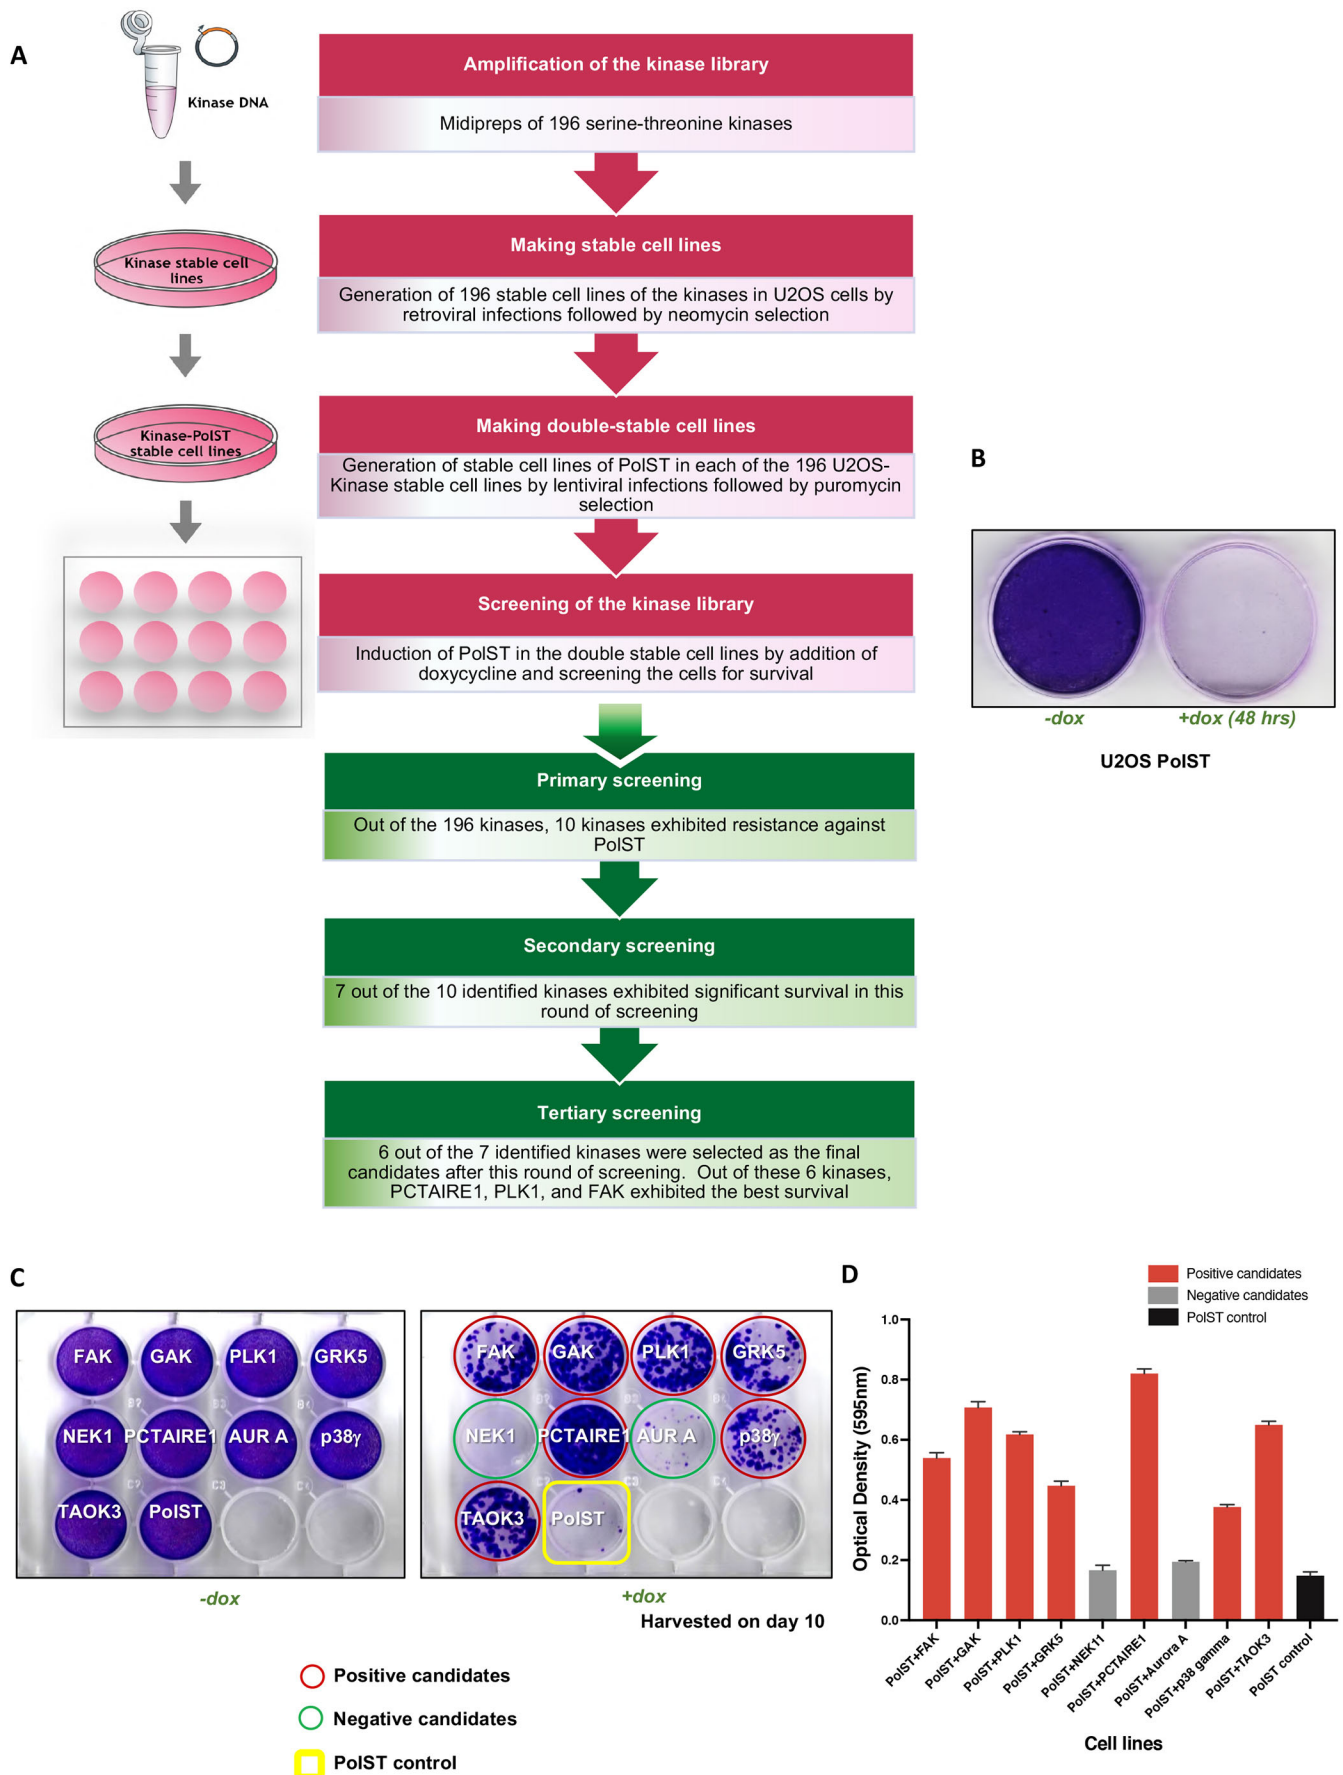 A
Kinase DNA
Amplification of the kinase library
Midipreps of 196 serine-threonine kinases
Kinase stable cell
lines
Making stable cell lines
Generation of 196 stable cell lines of the kinases in U2OS cells by
retroviral infections followed by neomycin selection
Kinase-PolST
stable cell lines
Making double-stable cell lines
Generation of stable cell lines of PolST in each of the 196 U2OS-
Kinase stable cell lines by lentiviral infections followed by puromycin
selection
Screening of the kinase library
Induction of PolST in the double stable cell lines by addition of
doxycycline and screening the cells for survival
Primary screening
Out of the 196 kinases, 10 kinases exhibited resistance against
PolST
Secondary screening
7 out of the 10 identified kinases exhibited significant survival in this
round of screening
Tertiary screening
6 out of the 7 identified kinases were selected as the final
candidates after this round of screening. Out of these 6 kinases,
PCTAIRE1, PLK1, and FAK exhibited the best survival
B
-dox
+dox (48 hrs)
U2OS PolST
C
FAK GAK PLK1 GRK5
NEK1 PCTAIRE1 AUR A p38γ
TAOK3 PolST
-dox
FAK GAK PLK1 GRK5
NEK1 PCTAIRE1 AUR A p38γ
TAOK3 PolST
+dox
Harvested on day 10
Positive candidates
Negative candidates
PolST control
D
Positive candidates
Negative candidates
PolST control
Optical Density (595nm)
1.0
0.8
0.6
0.4
0.2
0.0
PolST+FAK
PolST+GAK
PolST+PLK1
PolST+GRK5
PolST+NEK11
PolST+PCTAIRE1
PolST+Aurora A
PolST+p38 gamma
PolST+TAOK3
PolST control
Cell lines